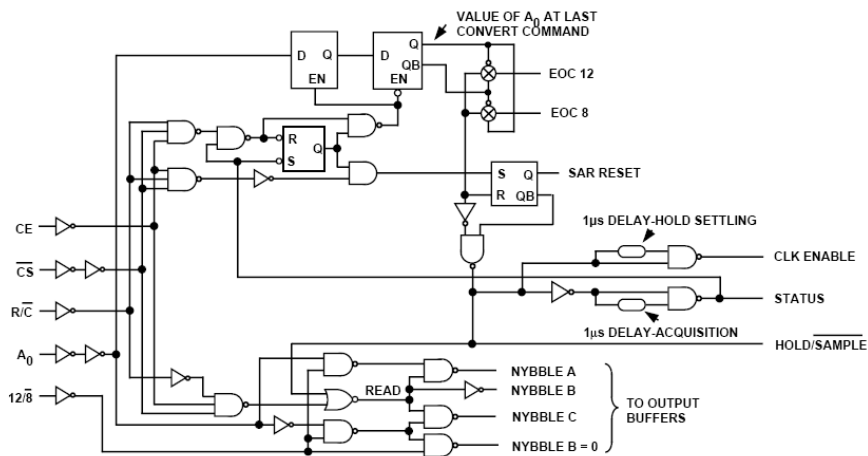 VALUE OF A0 AT LAST
CONVERT COMMAND
D Q
EN
D Q
QB
EN
EOC 12
EOC 8
R
S
Q
S Q
R QB
SAR RESET
1µs DELAY-HOLD SETTLING
CLK ENABLE
STATUS
1µs DELAY-ACQUISITION
HOLD/SAMPLE
CE
CS
R/C
A0
12/8
READ
NYBBLE A
NYBBLE B
NYBBLE C
NYBBLE B = 0
TO OUTPUT
BUFFERS